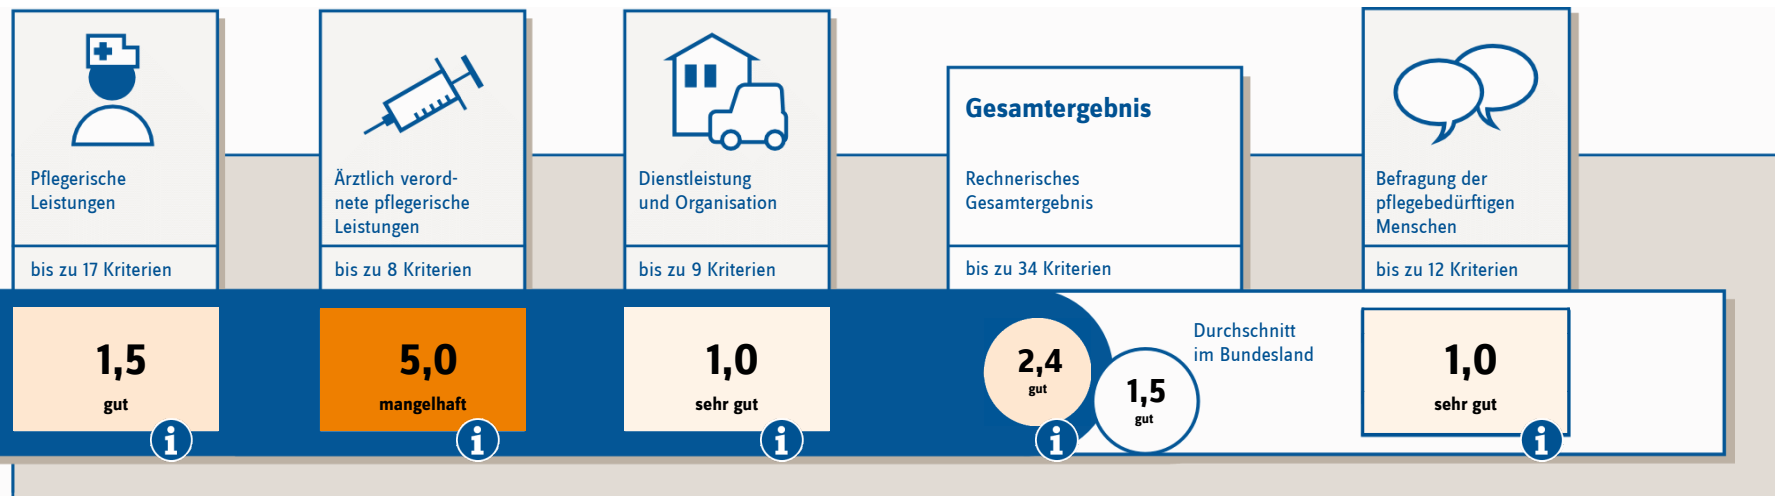 Pflegerische
Leistungen
bis zu 17 Kriterien
1,5
gut
i
Ärztlich verord-
nete pflegerische
Leistungen
bis zu 8 Kriterien
5,0
mangelhaft
i
Dienstleistung
und Organisation
bis zu 9 Kriterien
1,0
sehr gut
i
Gesamtergebnis
Rechnerisches
Gesamtergebnis
bis zu 34 Kriterien
2,4
gut
i
Durchschnitt
im Bundesland
1,5
gut
Befragung der
pflegebedürftigen
Menschen
bis zu 12 Kriterien
1,0
sehr gut
i